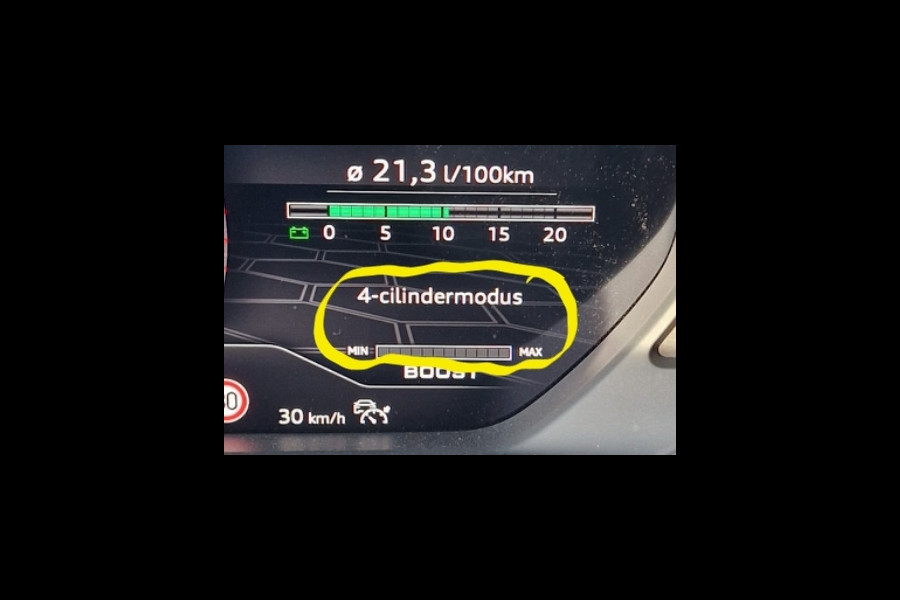 ø 21,3 l/100km
0 5 10 15 20
4-cilindermodus
MIN MAX
BOOST
30 km/h